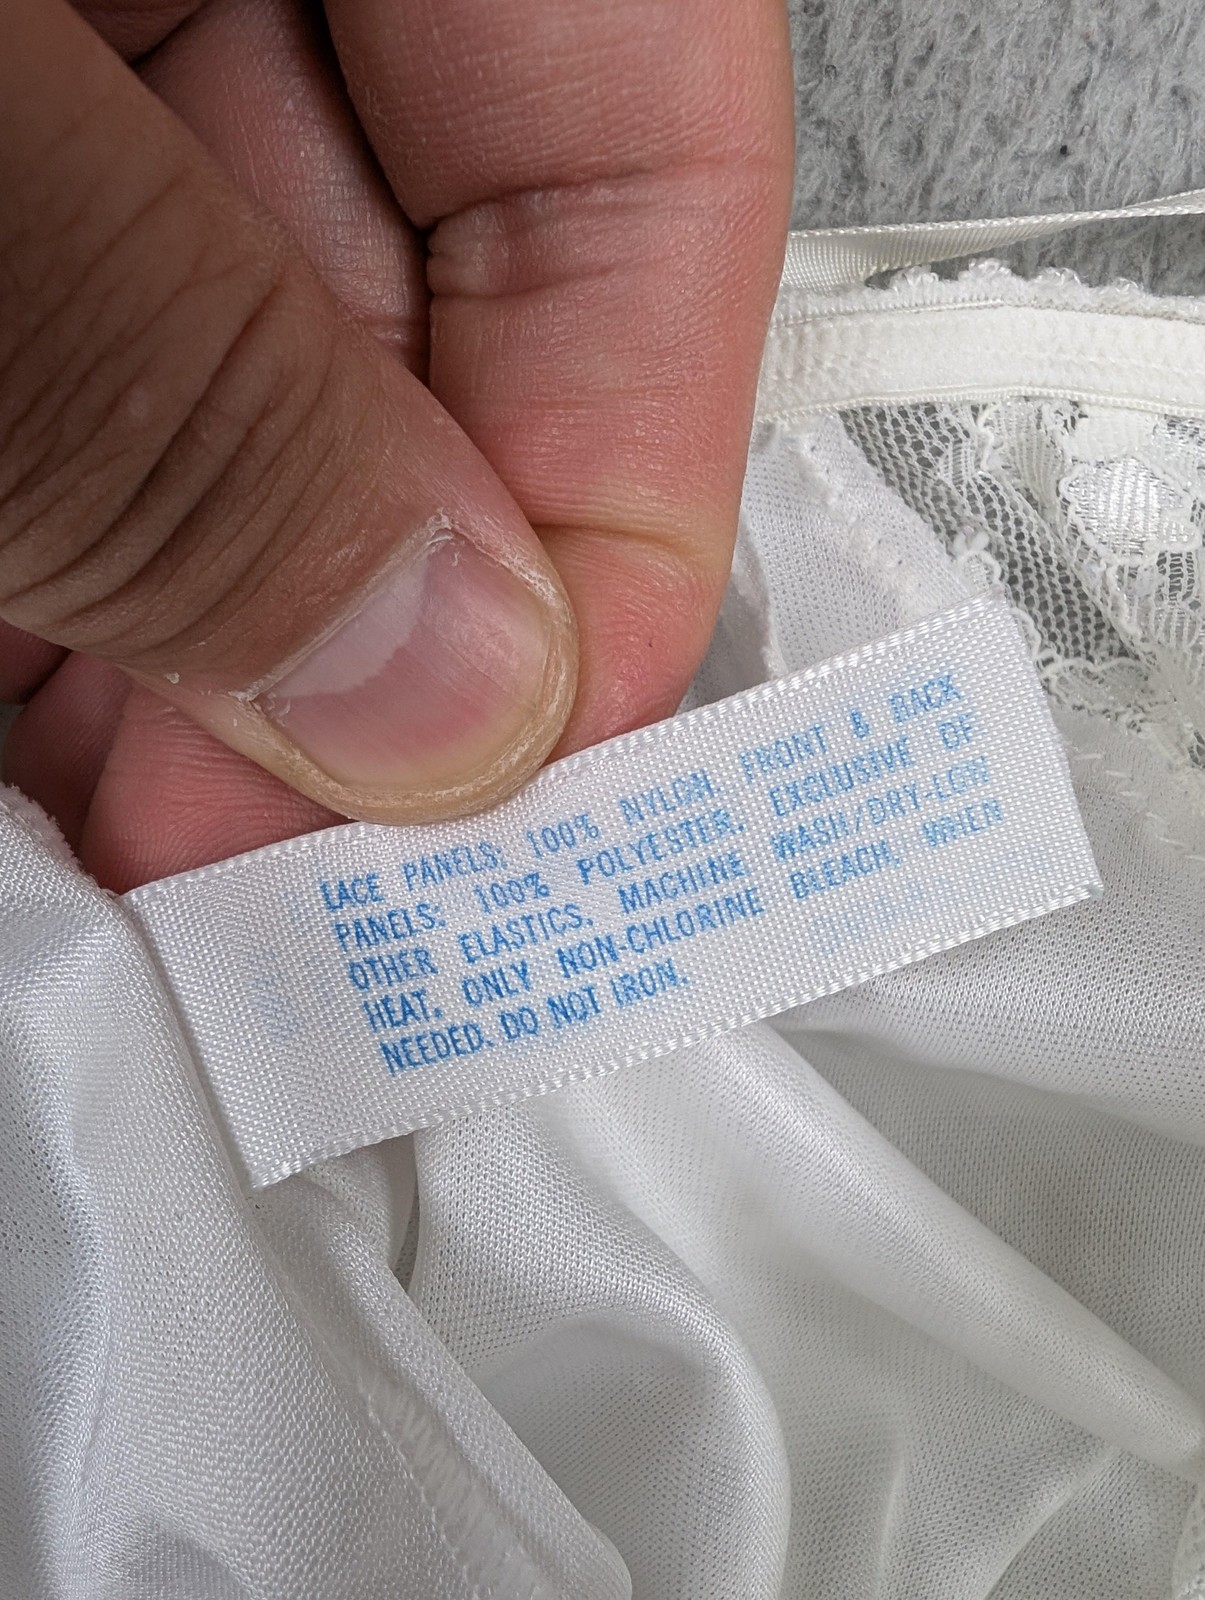 LACE PANELS: 100% NYLON FRONT & BACK
PANELS: 100% POLYESTER. EXCLUSIVE OF
OTHER ELASTICS. MACHINE WASH/DRY-LOW
HEAT. ONLY NON-CHLORINE BLEACH. WHEN
NEEDED. DO NOT IRON.